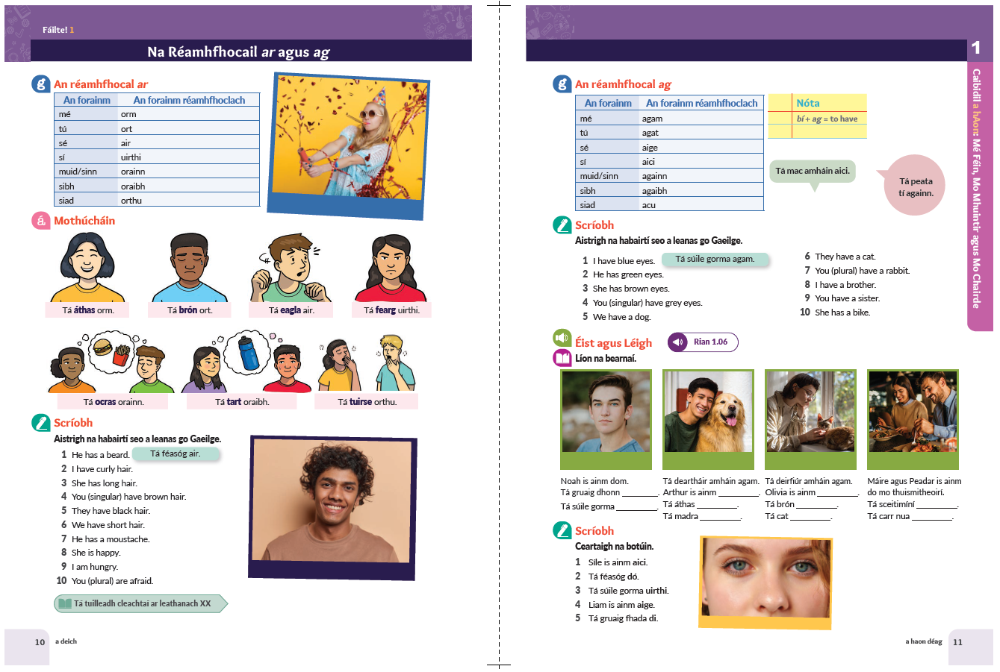 Fáilte! 1
Na Réamhfhocail ar agus ag
g An réamhfhocal ar
An forainm An forainm réamhfhoclach
mé orm
tú ort
sé air
sí uirthi
muid/sinn orainn
sibh oraibh
siad orthu
á Mothúcháin
Tá áthas orm. Tá brón ort. Tá eagla air. Tá fearg uirthi.
Tá ocras orainn. Tá tart oraibh. Tá tuirse orthu.
Scríobh
Aistrigh na habairtí seo a leanas go Gaeilge.
1 He has a beard. Tá féasóg air.
2 I have curly hair.
3 She has long hair.
4 You (singular) have brown hair.
5 They have black hair.
6 We have short hair.
7 He has a moustache.
8 She is happy.
9 I am hungry.
10 You (plural) are afraid.
Tá tuilleadh cleachtaí ar leathanach XX
10 a deich
1
Caibidil a hAon: Mé Féin, Mo Mhuintir agus Mo Chairde
g An réamhfhocal ag
An forainm An forainm réamhfhoclach
mé agam
tú agat
sé aige
sí aici
muid/sinn againn
sibh agaibh
siad acu
Nóta
bí + ag = to have
Tá mac amháin aici.
Tá peata
tí againn.
Scríobh
Aistrigh na habairtí seo a leanas go Gaeilge.
1 I have blue eyes. Tá súile gorma agam.
2 He has green eyes.
3 She has brown eyes.
4 You (singular) have grey eyes.
5 We have a dog.
6 They have a cat.
7 You (plural) have a rabbit.
8 I have a brother.
9 You have a sister.
10 She has a bike.
Éist agus Léigh Rian 1.06
Líon na bearnaí.
Noah is ainm dom.
Tá gruaig dhonn ________.
Tá súile gorma ________.
Tá deartháir amháin agam.
Arthur is ainm ________.
Tá áthas ________.
Tá madra ________.
Tá deirfiúr amháin agam.
Olivia is ainm ________.
Tá brón ________.
Tá cat ________.
Máire agus Peadar is ainm
do mo thuismitheoirí.
Tá sceitimíní ________.
Tá carr nua ________.
Scríobh
Ceartaigh na botúin.
1 Síle is ainm aici.
2 Tá féasóg dó.
3 Tá súile gorma uirthi.
4 Liam is ainm aige.
5 Tá gruaig fhada di.
a haon déag 11